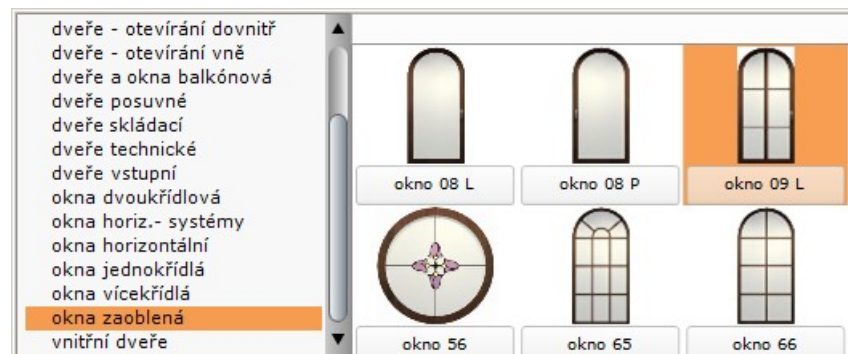 dveře - otevírání dovnitř
dveře - otevírání vně
dveře a okna balkónová
dveře posuvné
dveře skládací
dveře technické
dveře vstupní
okna dvoukřídlová
okna horiz.- systémy
okna horizontální
okna jednokřídlá
okna vícekřídlá
okna zaoblená
vnitřní dveře
okno 08 L
okno 08 P
okno 09 L
okno 56
okno 65
okno 66